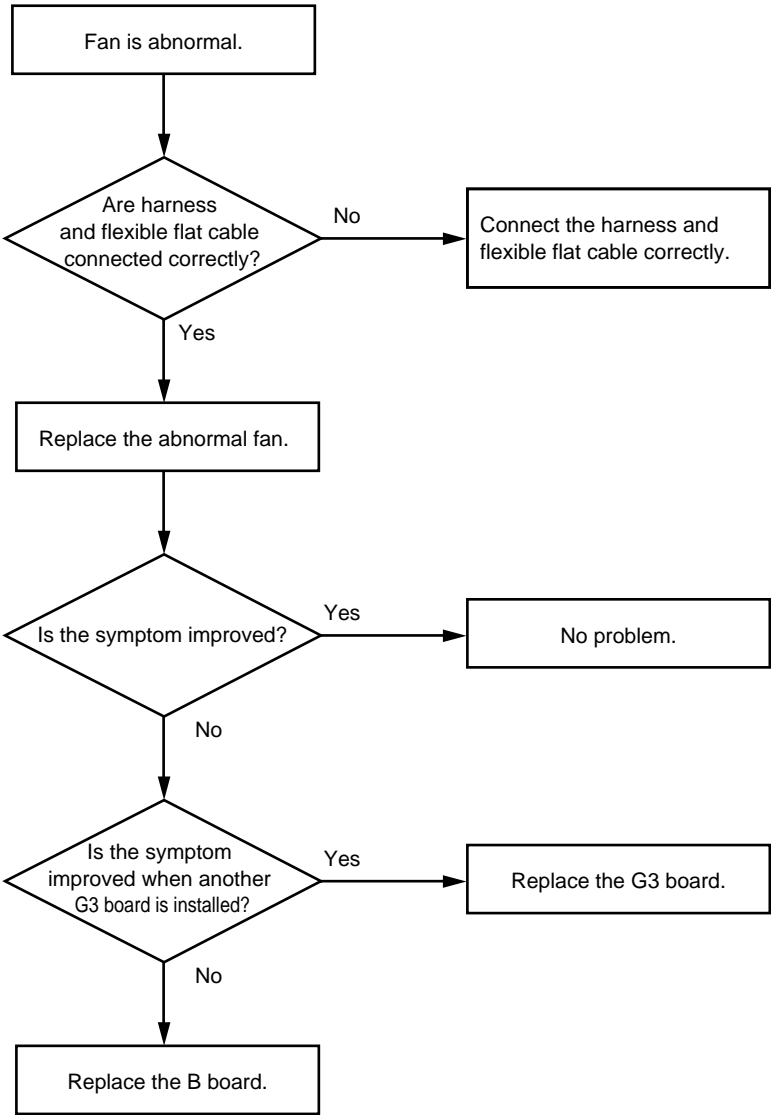 Fan is abnormal.
Are harness
and flexible flat cable
connected correctly?
No
Connect the harness and
flexible flat cable correctly.
Yes
Replace the abnormal fan.
Is the symptom improved?
Yes
No problem.
No
Is the symptom
improved when another
G3 board is installed?
Yes
Replace the G3 board.
No
Replace the B board.